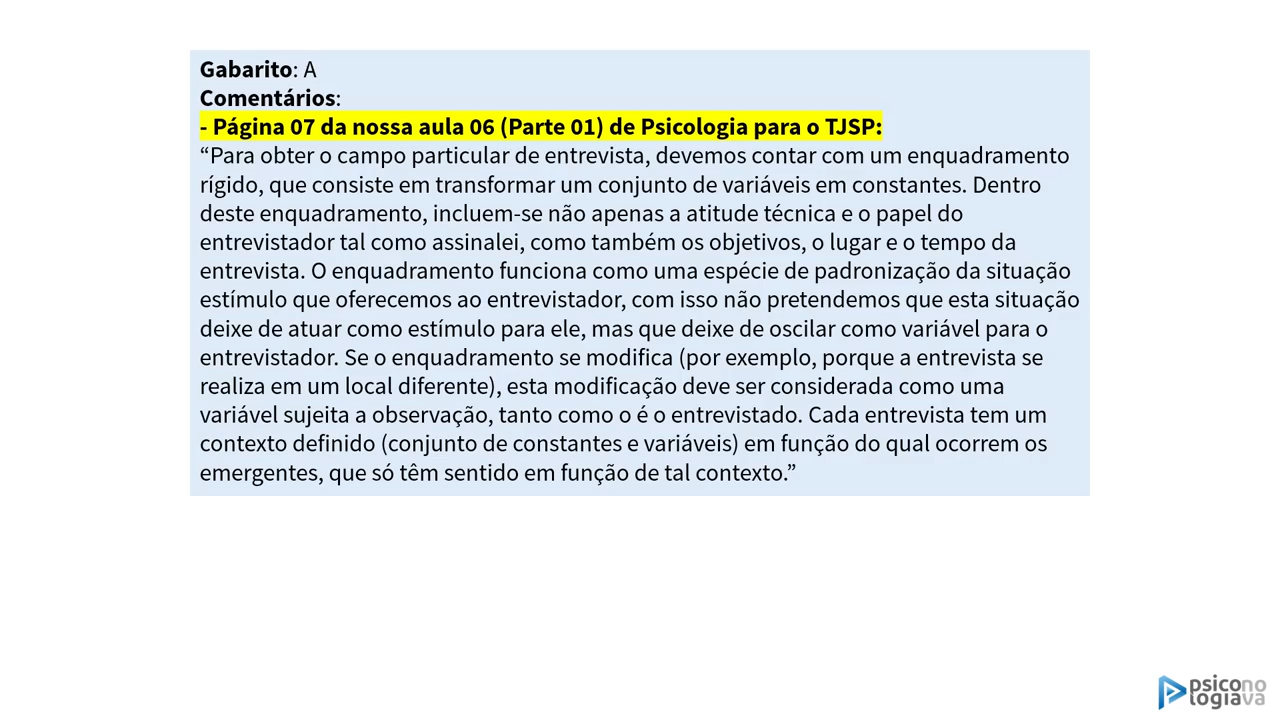 Gabarito: A
Comentários:
- Página 07 da nossa aula 06 (Parte 01) de Psicologia para o TJSP:
“Para obter o campo particular de entrevista, devemos contar com um enquadramento
rígido, que consiste em transformar um conjunto de variáveis em constantes. Dentro
deste enquadramento, incluem-se não apenas a atitude técnica e o papel do
entrevistador tal como assinalei, como também os objetivos, o lugar e o tempo da
entrevista. O enquadramento funciona como uma espécie de padronização da situação
estímulo que oferecemos ao entrevistador, com isso não pretendemos que esta situação
deixe de atuar como estímulo para ele, mas que deixe de oscilar como variável para o
entrevistador. Se o enquadramento se modifica (por exemplo, porque a entrevista se
realiza em um local diferente), esta modificação deve ser considerada como uma
variável sujeita a observação, tanto como o é o entrevistado. Cada entrevista tem um
contexto definido (conjunto de constantes e variáveis) em função do qual ocorrem os
emergentes, que só têm sentido em função de tal contexto.”
psicono
logiava